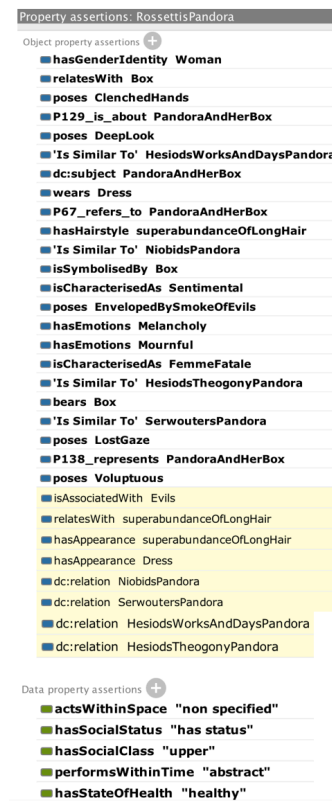 Property assertions: RossettisPandora
Object property assertions
hasGenderIdentity Woman
relatesWith Box
poses ClenchedHands
P129_is_about PandoraAndHerBox
poses DeepLook
'Is Similar To' HesiodsWorksAndDaysPandora
dc:subject PandoraAndHerBox
wears Dress
P67_refers_to PandoraAndHerBox
hasHairstyle superabundanceOfLongHair
'Is Similar To' NiobidsPandora
isSymbolisedBy Box
isCharacterisedAs Sentimental
poses EnvelopedBySmokeOfEvils
hasEmotions Melancholy
hasEmotions Mournful
isCharacterisedAs FemmeFatale
'Is Similar To' HesiodsTheogonyPandora
bears Box
'Is Similar To' SerwoutersPandora
poses LostGaze
P138_represents PandoraAndHerBox
poses Voluptuous
isAssociatedWith Evils
relatesWith superabundanceOfLongHair
hasAppearance superabundanceOfLongHair
hasAppearance Dress
dc:relation NiobidsPandora
dc:relation SerwoutersPandora
dc:relation HesiodsWorksAndDaysPandora
dc:relation HesiodsTheogonyPandora
Data property assertions
actsWithinSpace "non specified"
hasSocialStatus "has status"
hasSocialClass "upper"
performsWithinTime "abstract"
hasStateOfHealth "healthy"